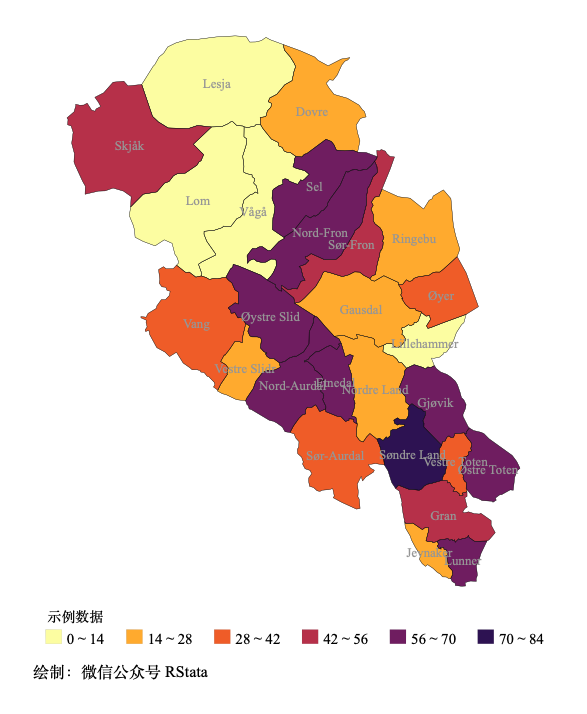 Lesja
Dovre
Skjåk
Sel
Lom
Vågå
Nord-Fron
Sør-Fron
Ringebu
Øyer
Vang
Øystre Slid
Gausdal
Lillehammer
Vestre Slidr
Nord-Aurdal
Etnedal
Nordre Land
Gjøvik
Sør-Aurdal
Søndre Land
Vestre Toten
Østre Toten
Gran
Jevnaker
Lunner
示例数据
0 ~ 14 14 ~ 28 28 ~ 42 42 ~ 56 56 ~ 70 70 ~ 84
绘制：微信公众号 RStata